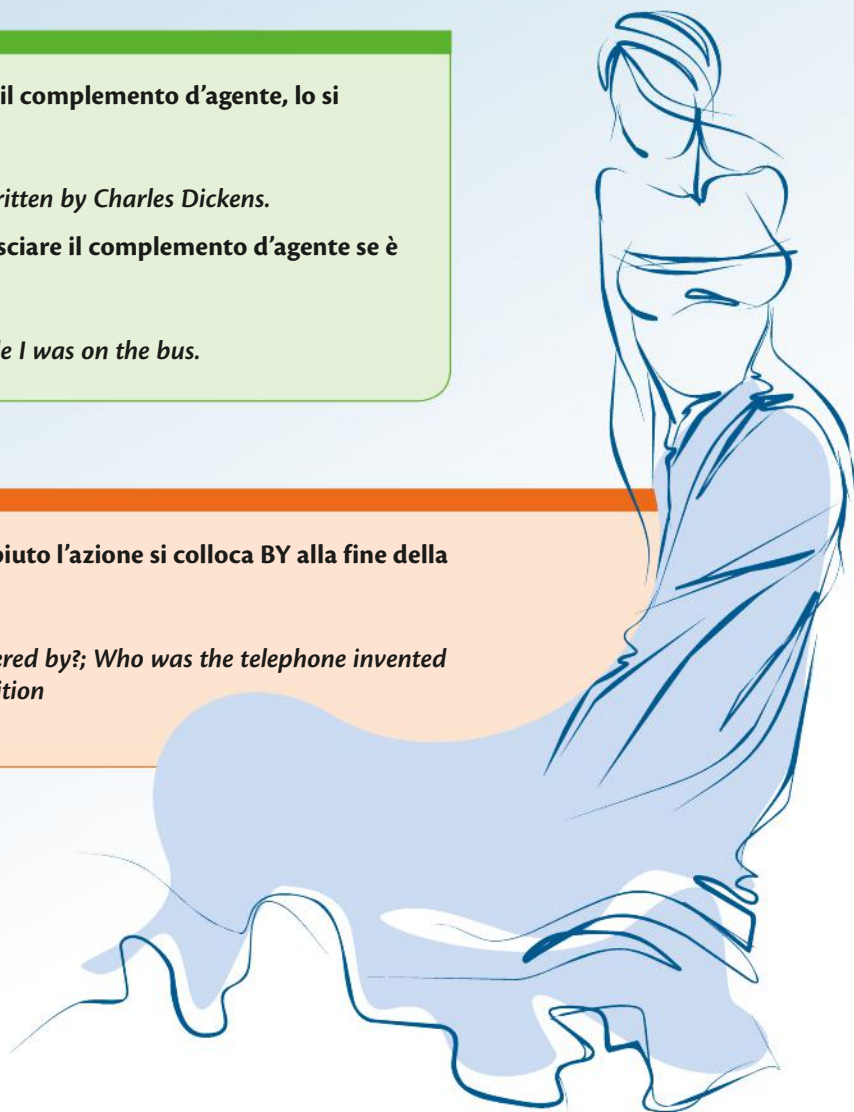 il complemento d'agente, lo si
ritten by Charles Dickens.
sciare il complemento d'agente se è
le I was on the bus.
piuto l'azione si colloca BY alla fine della
ered by?; Who was the telephone invented
ition